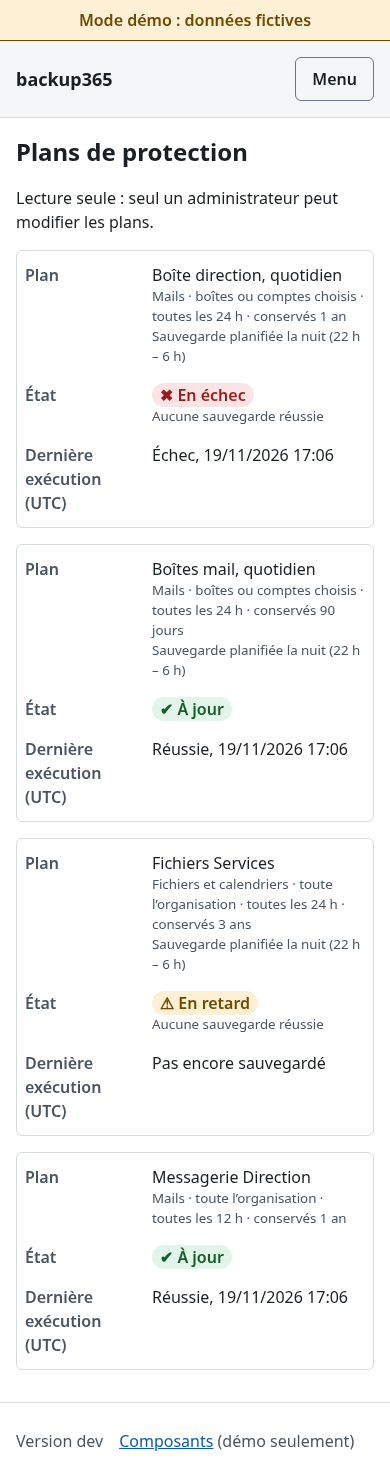 Mode démo : données fictives
backup365
Menu
Plans de protection
Lecture seule : seul un administrateur peut
modifier les plans.
Plan
Boîte direction, quotidien
Mails · boîtes ou comptes choisis ·
toutes les 24 h · conservés 1 an
Sauvegarde planifiée la nuit (22 h
– 6 h)
État
✖ En échec
Aucune sauvegarde réussie
Dernière
exécution
(UTC)
Échec, 19/11/2026 17:06
Plan
Boîtes mail, quotidien
Mails · boîtes ou comptes choisis ·
toutes les 24 h · conservés 90
jours
Sauvegarde planifiée la nuit (22 h
– 6 h)
État
✔ À jour
Dernière
exécution
(UTC)
Réussie, 19/11/2026 17:06
Plan
Fichiers Services
Fichiers et calendriers · toute
l’organisation · toutes les 24 h ·
conservés 3 ans
Sauvegarde planifiée la nuit (22 h
– 6 h)
État
⚠ En retard
Aucune sauvegarde réussie
Dernière
exécution
(UTC)
Pas encore sauvegardé
Plan
Messagerie Direction
Mails · toute l’organisation ·
toutes les 12 h · conservés 1 an
État
✔ À jour
Dernière
exécution
(UTC)
Réussie, 19/11/2026 17:06
Version dev Composants (démo seulement)